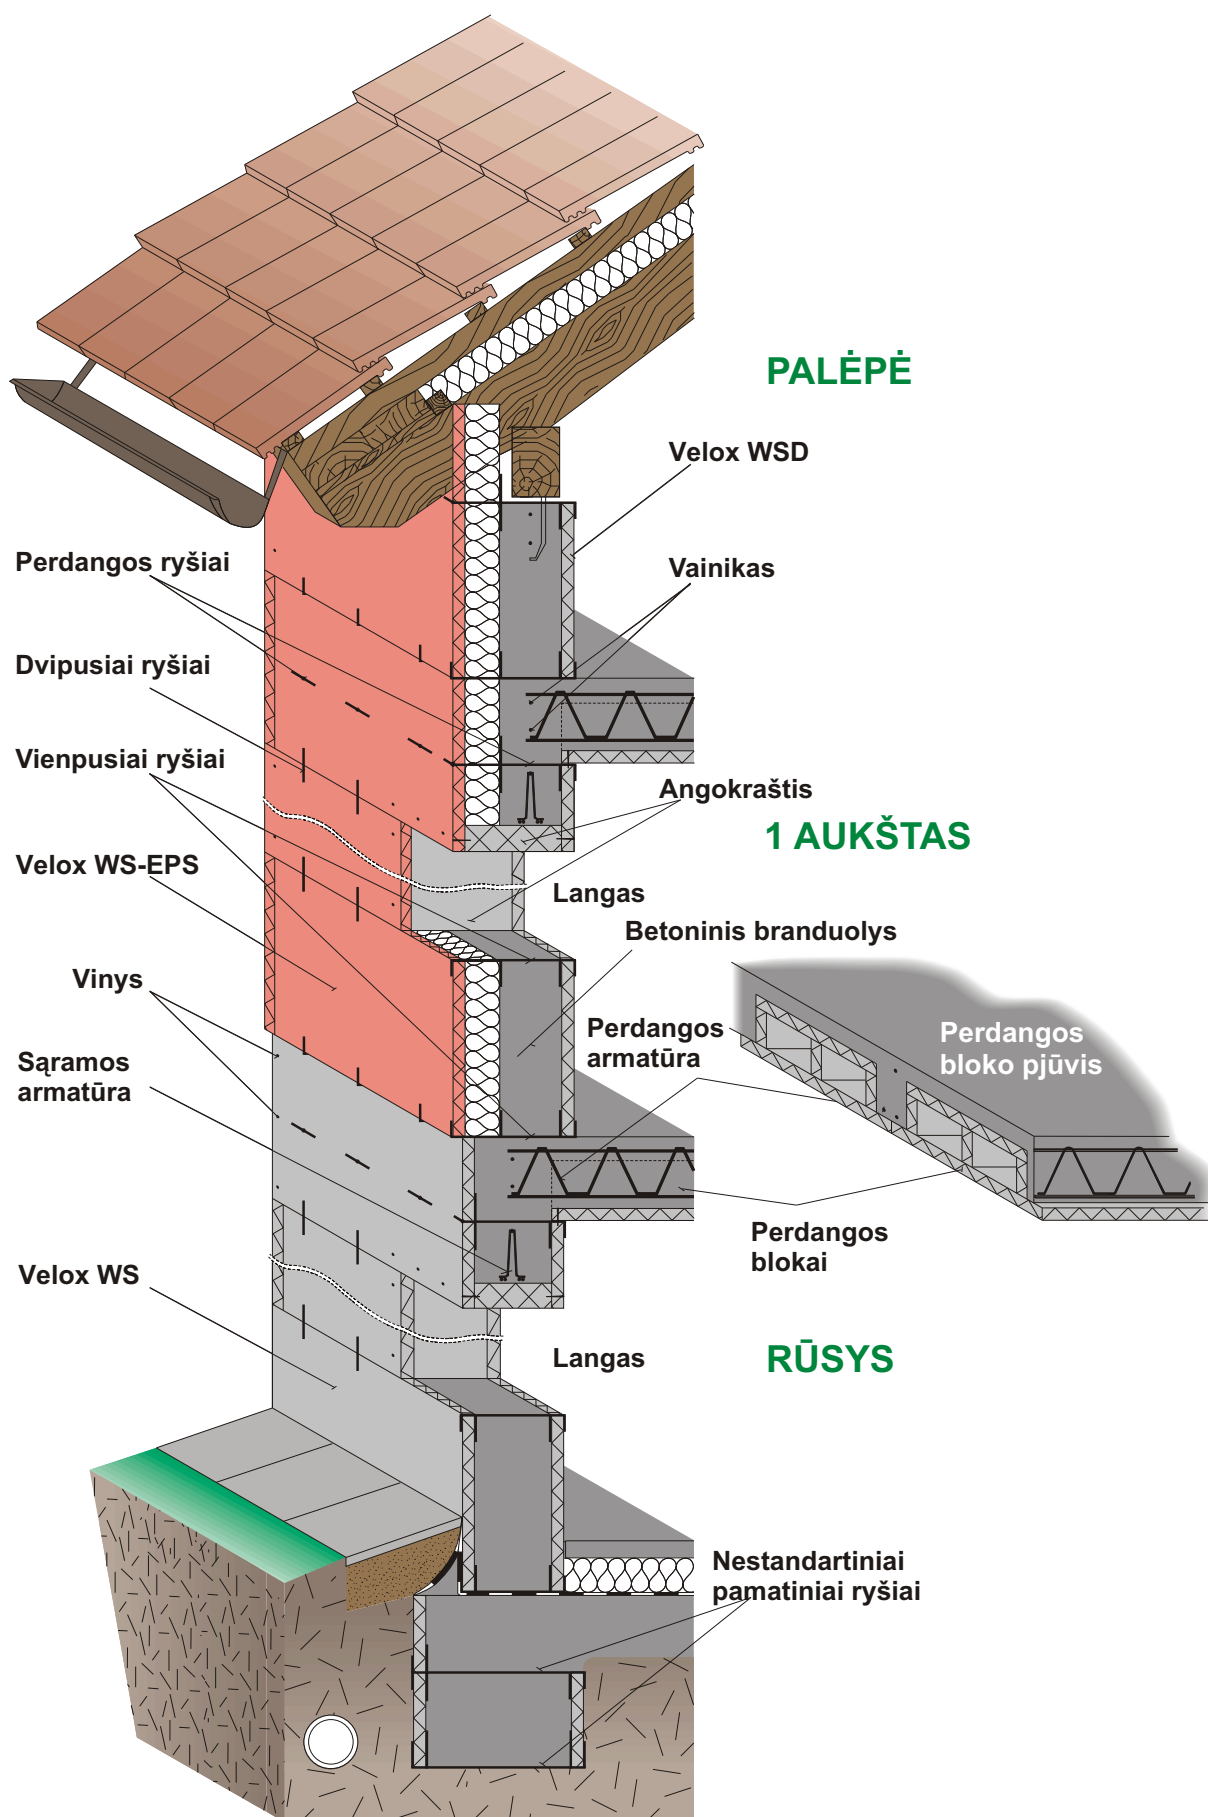 PALĖPĖ
Velox WSD
Perdangos ryšiai
Vainikas
Dvipusiai ryšiai
Vienpusiai ryšiai
Angokraštis
1 AUKŠTAS
Velox WS-EPS
Langas
Betoninis branduolys
Vinys
Perdangos
armatūra
Perdangos
bloko pjūvis
Sąramos
armatūra
Perdangos
blokai
Velox WS
Langas
RŪSYS
Nestandartiniai
pamatiniai ryšiai